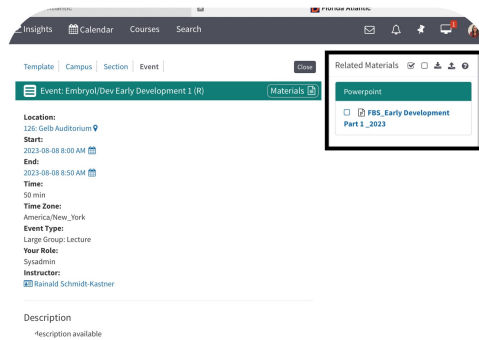 Florida Atlantic
Insights Calendar Courses Search
1
Template Campus Section Event Close
Event: Embryol/Dev Early Development 1 (R) Materials
Location:
126: Gelb Auditorium
Start:
2023-08-08 8:00 AM
End:
2023-08-08 8:50 AM
Time:
50 min
Time Zone:
America/New_York
Event Type:
Large Group: Lecture
Your Role:
Sysadmin
Instructor:
Rainald Schmidt-Kastner
Description
description available
Related Materials
Powerpoint
FBS_Early Development
Part 1 _2023